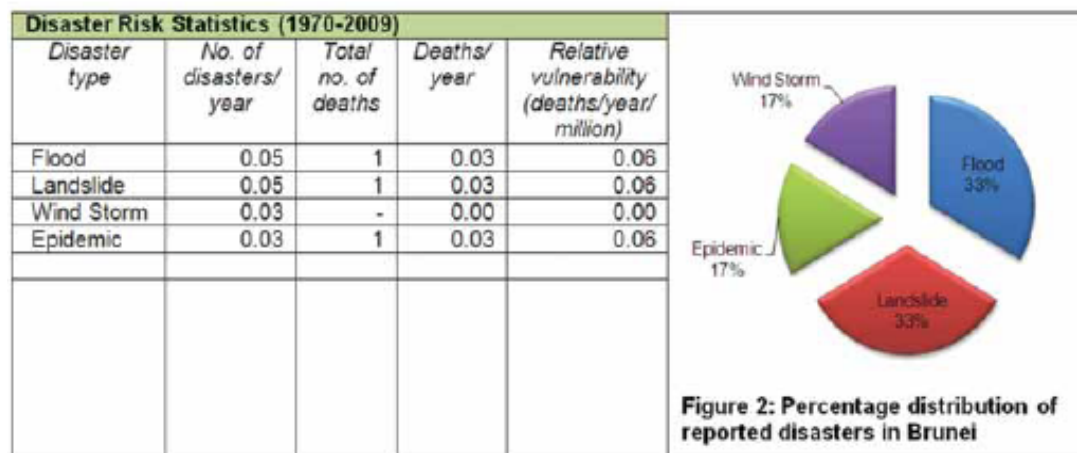 Disaster Risk Statistics (1970-2009)
Disaster type No. of disasters/ year Total no. of deaths Deaths/ year Relative vulnerability (deaths/year/ million)
Flood 0.05 1 0.03 0.06
Landslide 0.05 1 0.03 0.06
Wind Storm 0.03 - 0.00 0.00
Epidemic 0.03 1 0.03 0.06
Wind Storm
17%
Flood
33%
Epidemic
17%
Landslide
33%
Figure 2: Percentage distribution of
reported disasters in Brunei